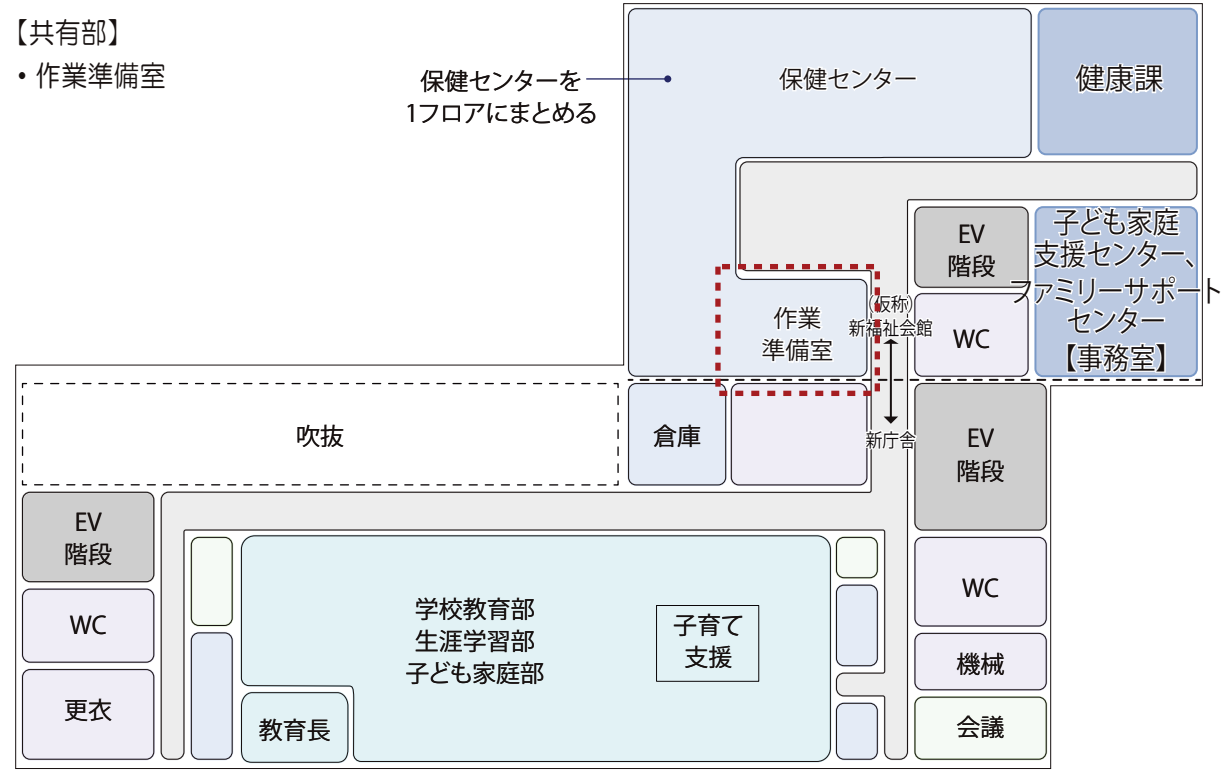 【共有部】
・作業準備室
保健センターを
1フロアにまとめる
保健センター
健康課
EV
階段
子ども家庭
支援センター、
ファミリーサポート
センター
【事務室】
作業
準備室
(仮称)
新福祉会館
WC
吹抜
倉庫
新庁舎
EV
階段
EV
階段
WC
更衣
学校教育部
生涯学習部
子ども家庭部
子育て
支援
教育長
WC
機械
会議